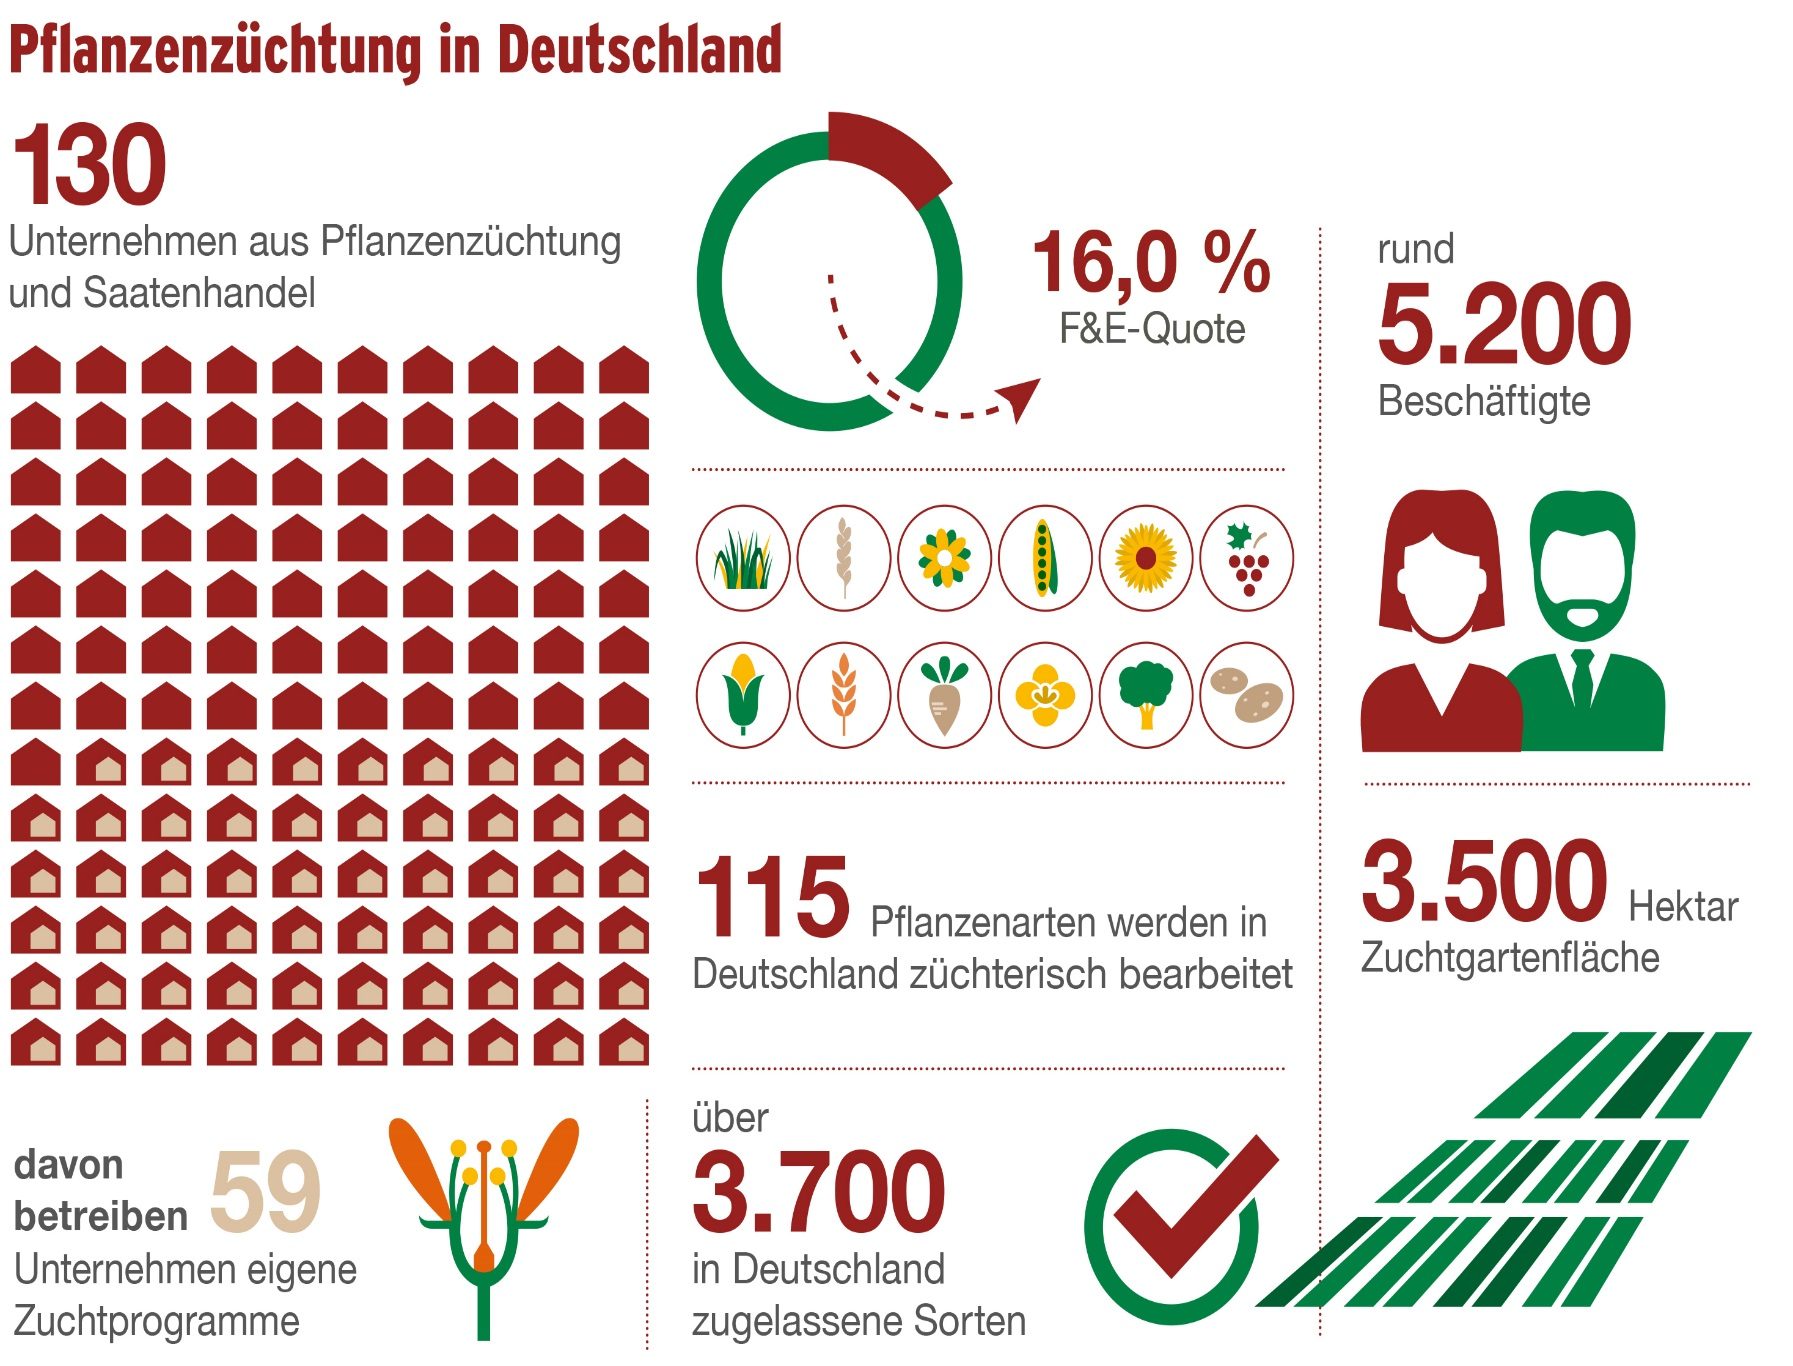 Pflanzenzüchtung in Deutschland
130
Unternehmen aus Pflanzenzüchtung
und Saatenhandel
davon
betreiben 59
Unternehmen eigene
Zuchtprogramme
16,0 %
F&E-Quote
115 Pflanzenarten werden in
Deutschland züchterisch bearbeitet
über
3.700
in Deutschland
zugelassene Sorten
rund
5.200
Beschäftigte
3.500 Hektar
Zuchtgartenfläche